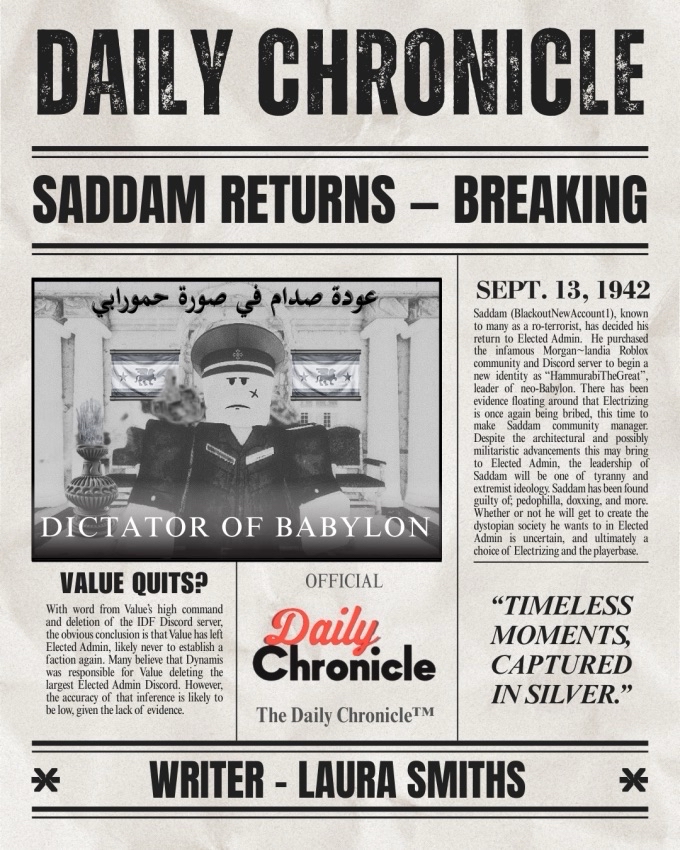 DAILY CHRONICLE
SADDAM RETURNS – BREAKING
عودة صدام في صورة حمورابي
DICTATOR OF BABYLON
SEPT. 13, 1942
Saddam (BlackoutNewAccount1), known
to many as a ro-terrorist, has decided his
return to Elected Admin. He purchased
the infamous Morgan~landia Roblox
community and Discord server to begin a
new identity as “HammurabiTheGreat”,
leader of neo-Babylon. There has been
evidence floating around that Electrizing
is once again being bribed, this time to
make Saddam community manager.
Despite the architectural and possibly
militaristic advancements this may bring
to Elected Admin, the leadership of
Saddam will be one of tyranny and
extremist ideology. Saddam has been found
guilty of; pedophilla, doxxing, and more.
Whether or not he will get to create the
dystopian society he wants to in Elected
Admin is uncertain, and ultimately a
choice of Electrizing and the playerbase.
VALUE QUITS?
With word from Value’s high command
and deletion of the IDF Discord server,
the obvious conclusion is that Value has left
Elected Admin, likely never to establish a
faction again. Many believe that Dynamis
was responsible for Value deleting the
largest Elected Admin Discord. However,
the accuracy of that inference is likely to
be low, given the lack of evidence.
OFFICIAL
Daily
Chronicle
The Daily Chronicle™
“TIMELESS
MOMENTS,
CAPTURED
IN SILVER.”
WRITER - LAURA SMITHS